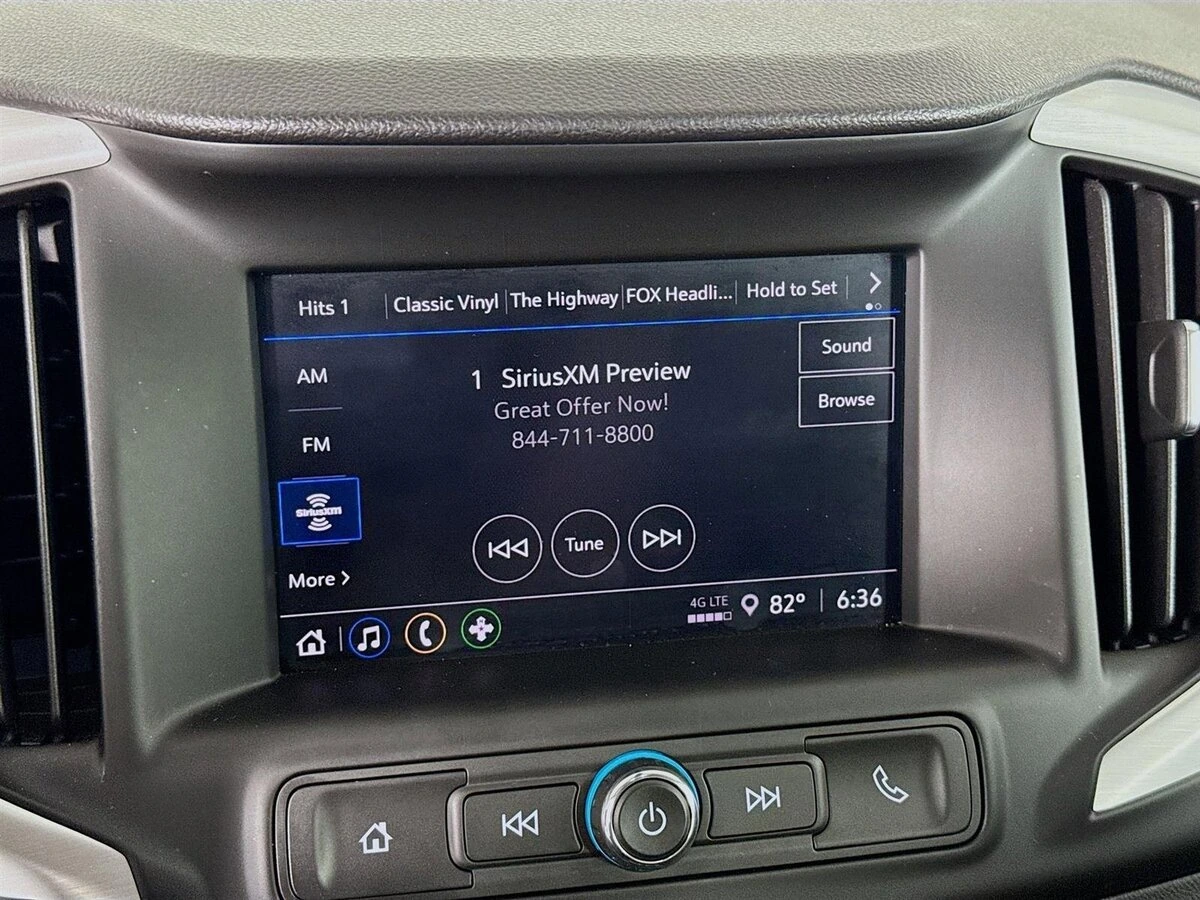 Hits 1 Classic Vinyl The Highway FOX Headli... Hold to Set
AM
1 SiriusXM Preview
Sound
Great Offer Now!
Browse
844-711-8800
FM
SiriusXM
Tune
More
4G LTE 82° 6:36